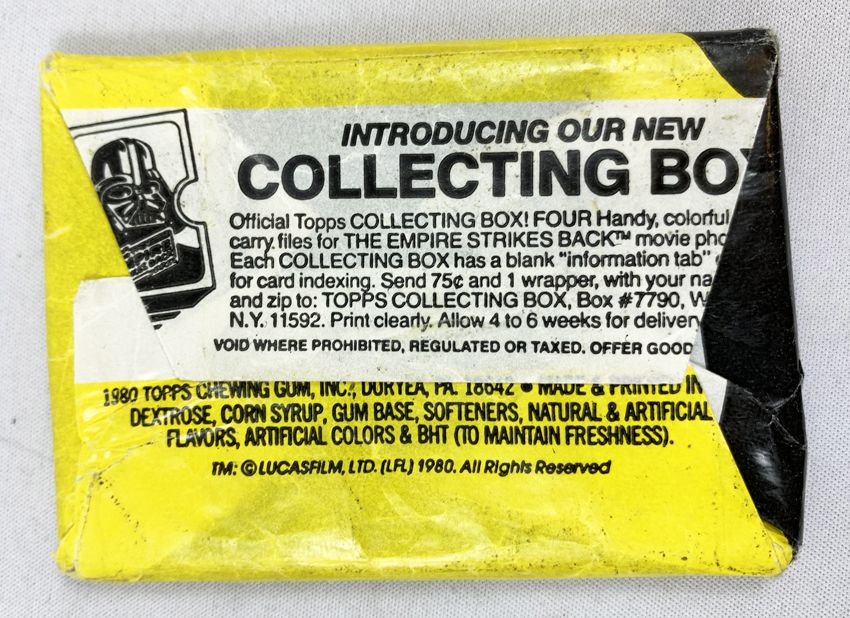 INTRODUCING OUR NEW
COLLECTING BO
Official Topps COLLECTING BOX! FOUR Handy, colorful
carry files for THE EMPIRE STRIKES BACK™ movie pho
Each COLLECTING BOX has a blank "information tab"
for card indexing. Send 75¢ and 1 wrapper, with your na
and zip to: TOPPS COLLECTING BOX, Box #7790, W
N.Y. 11592. Print clearly. Allow 4 to 6 weeks for delivery
VOID WHERE PROHIBITED, REGULATED OR TAXED. OFFER GOOD
1980 TOPPS CHEWING GUM, INC., DURYEA, PA. 18642 • MADE & PRINTED IN
DEXTROSE, CORN SYRUP, GUM BASE, SOFTENERS, NATURAL & ARTIFICIAL
FLAVORS, ARTIFICIAL COLORS & BHT (TO MAINTAIN FRESHNESS).
TM: © LUCASFILM, LTD. (LFL) 1980. All Rights Reserved